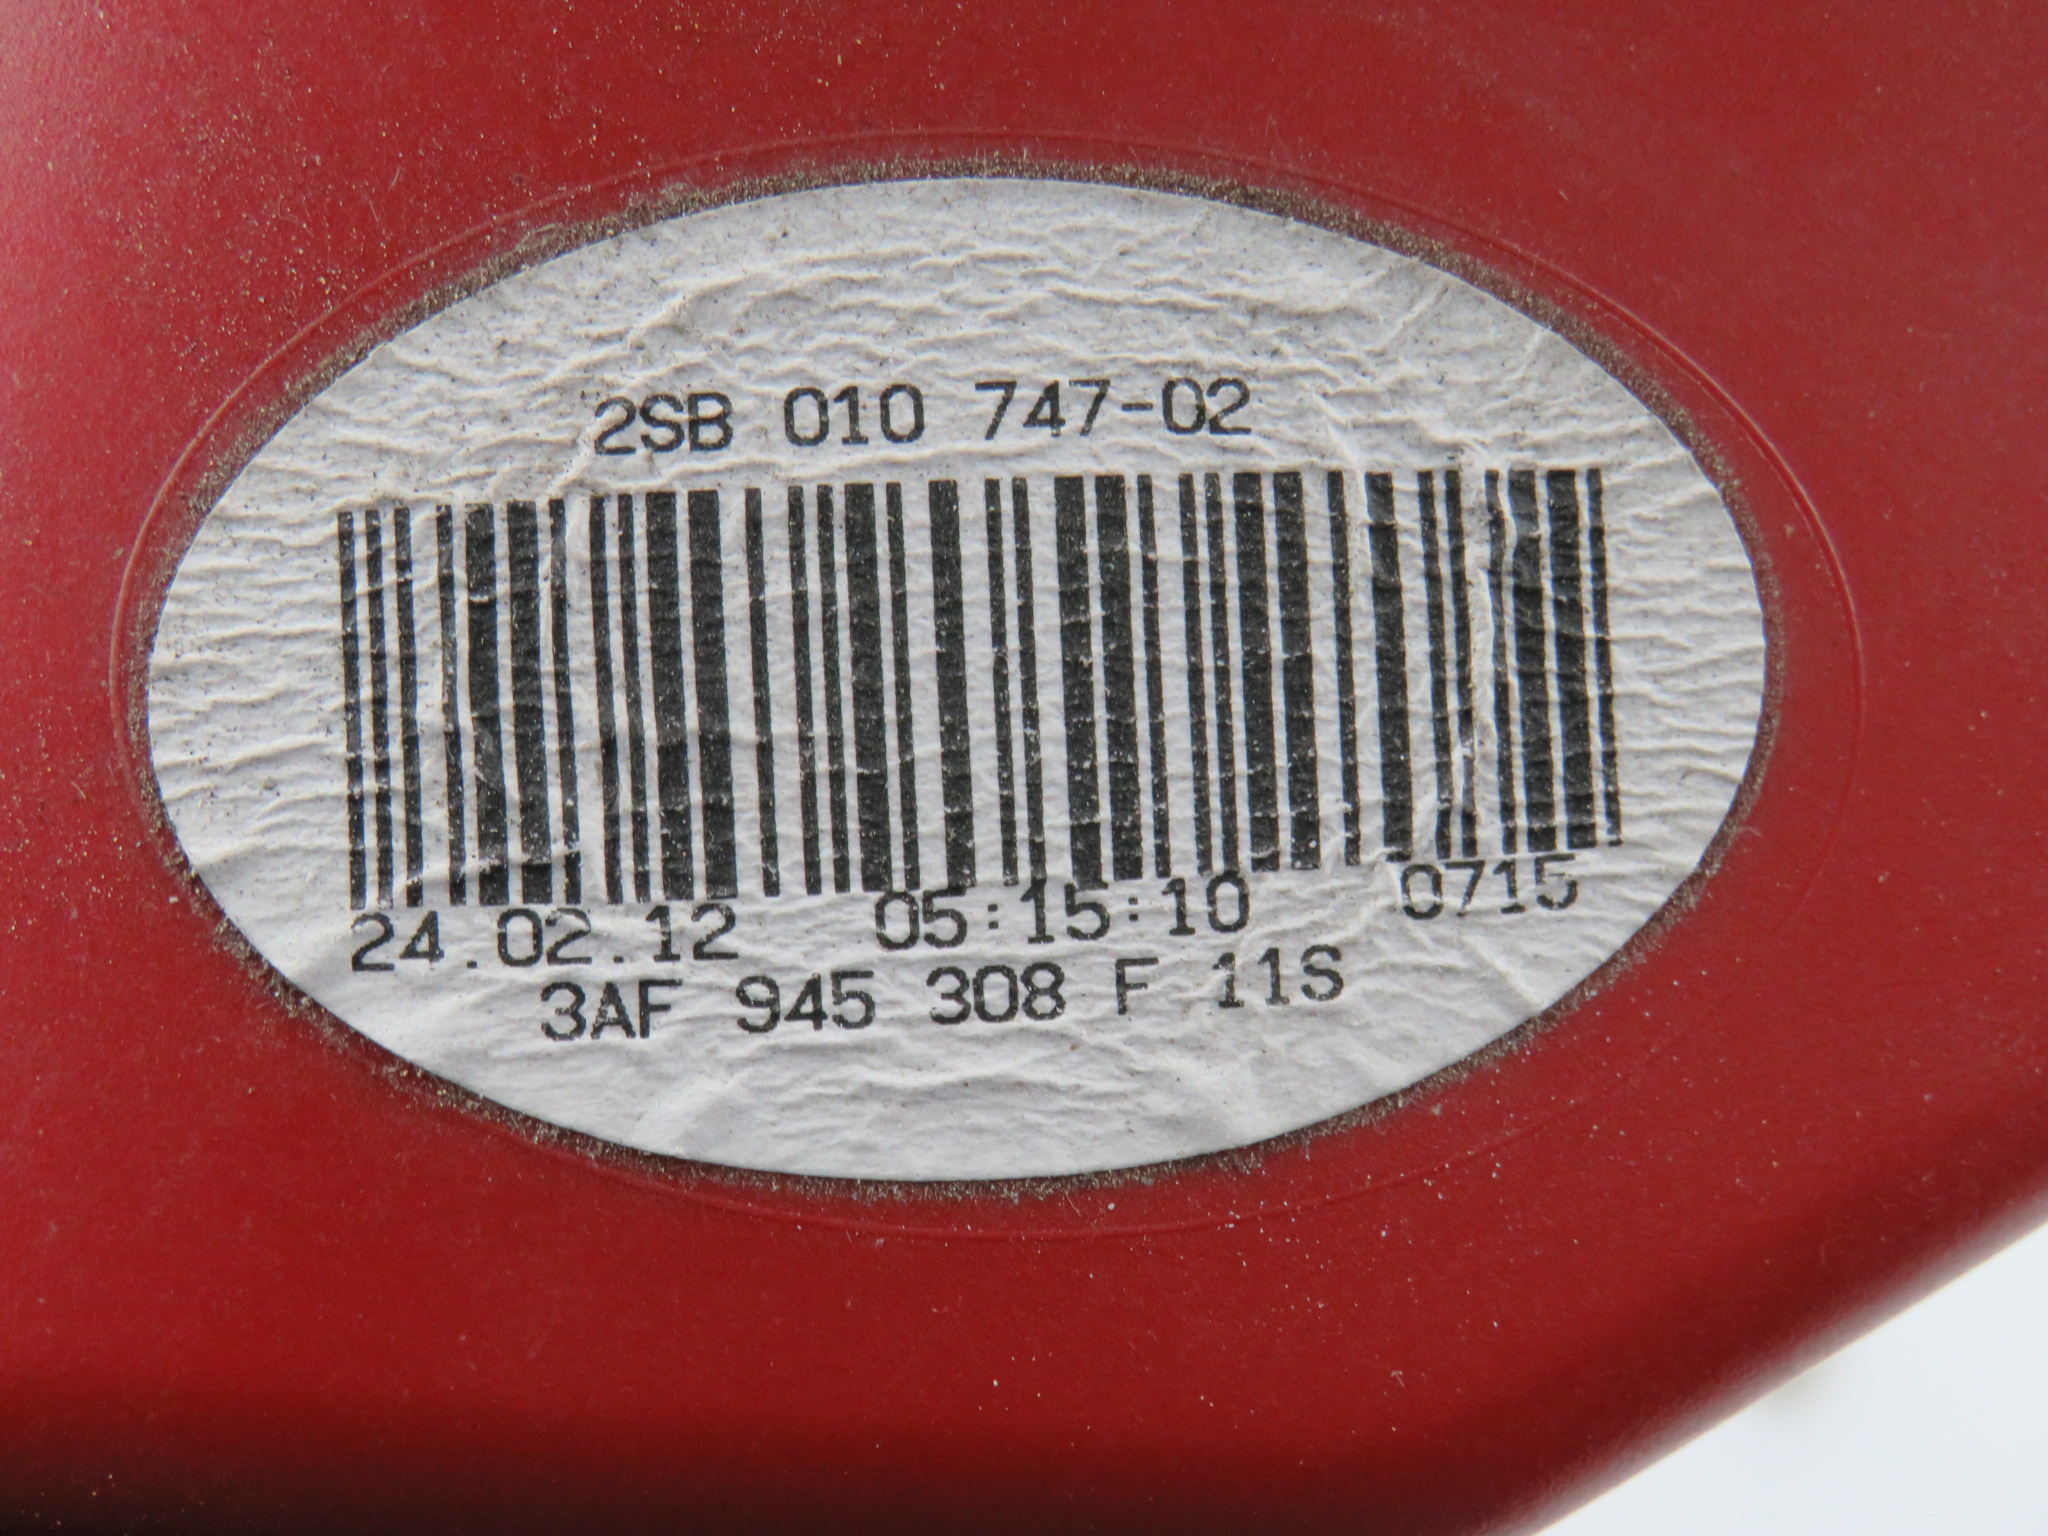 2SB 010 747-02
24.02.12 05:15:10 0715
3AF 945 308 F 11S